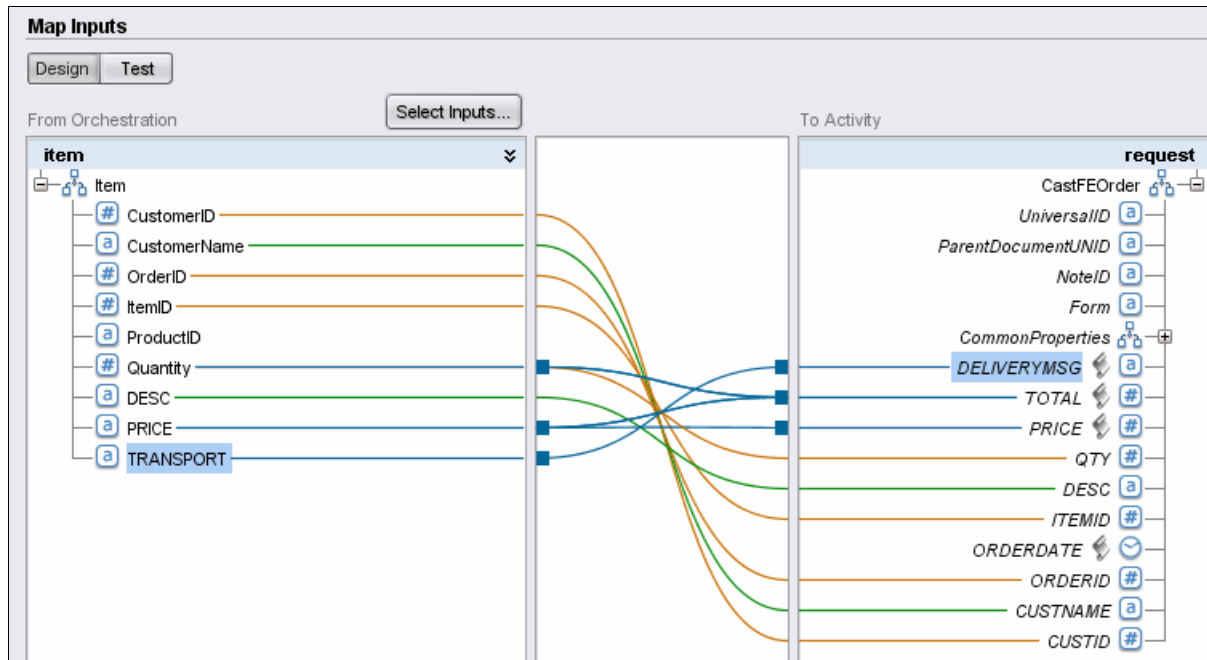 Map Inputs
Design Test
From Orchestration Select Inputs... To Activity
item request
Item CastFEOrder
# CustomerID UniversalID a
a CustomerName ParentDocumentUNID a
# OrderID NoteID a
# ItemID Form a
a ProductID CommonProperties
# Quantity DELIVERYMSG a
a DESC TOTAL #
a PRICE PRICE #
a TRANSPORT QTY #
DESC a
ITEMID #
ORDERDATE
ORDERID #
CUSTNAME a
CUSTID #